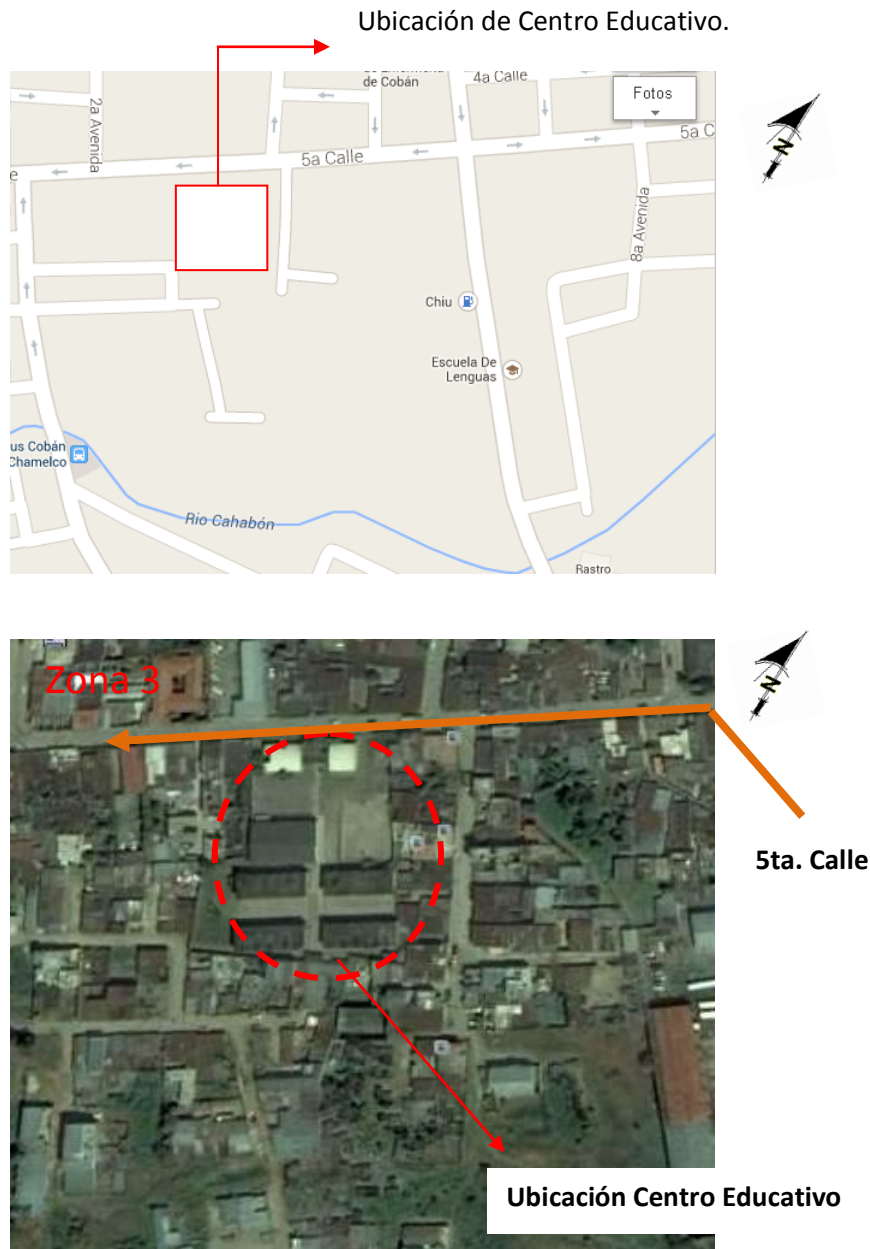 Ubicación de Centro Educativo.
de Cobán
4a Calle
Fotos
2a Avenida
5a C
5a Calle
e
8a Avenida
Chiu
Escuela De
Lenguas
us Cobán
Chamelco
Rio Cahabón
Rastro
N
Zona 3
N
5ta. Calle
Ubicación Centro Educativo